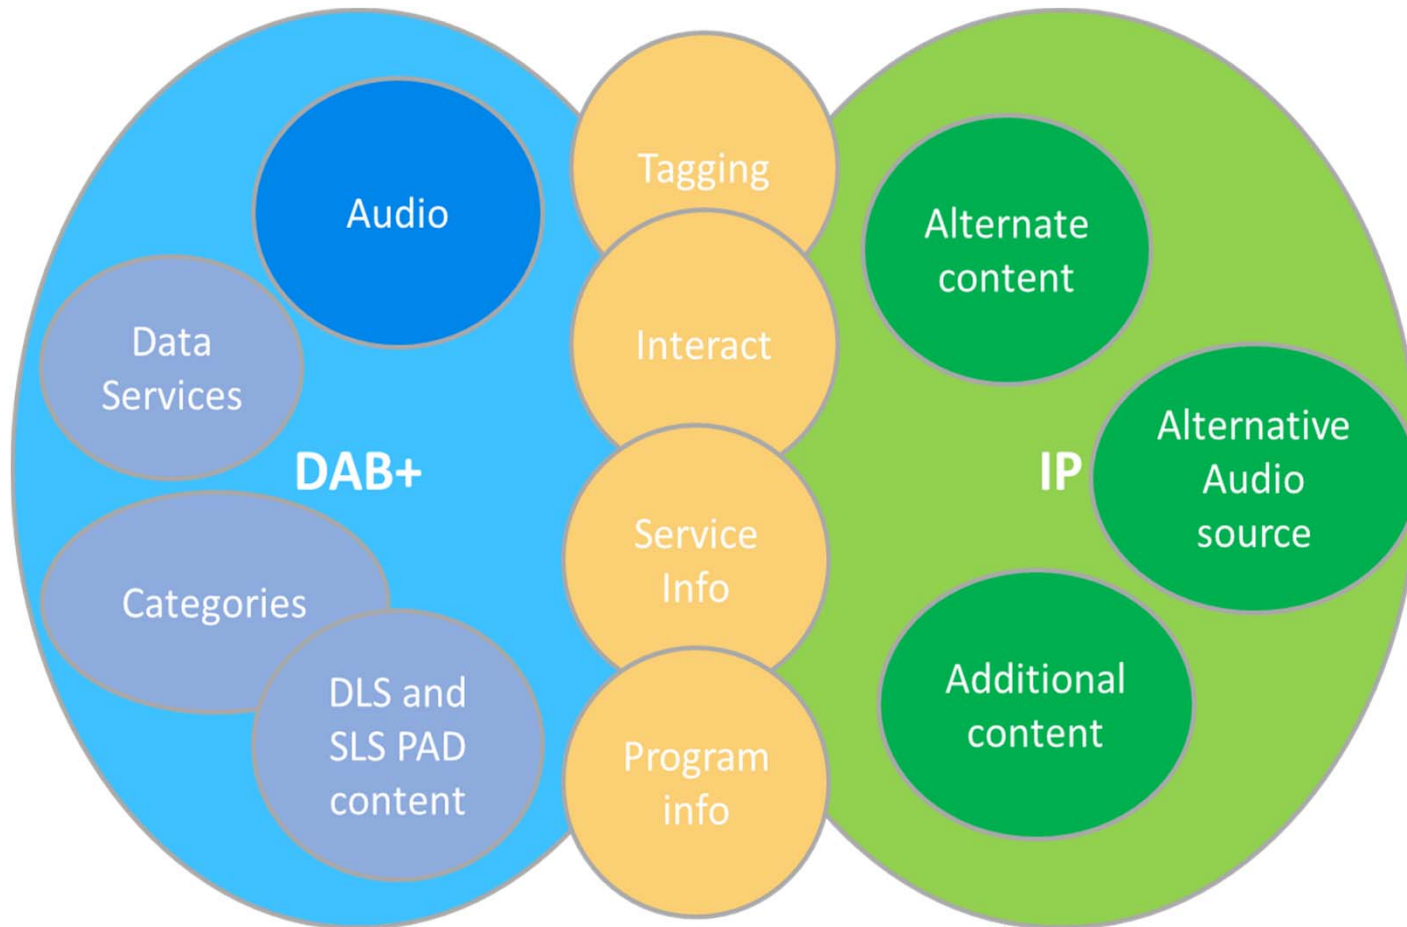 Audio
Data
Services
DAB+
Categories
DLS and
SLS PAD
content
Tagging
Interact
Service
Info
Program
info
Alternate
content
IP
Alternative
Audio
source
Additional
content